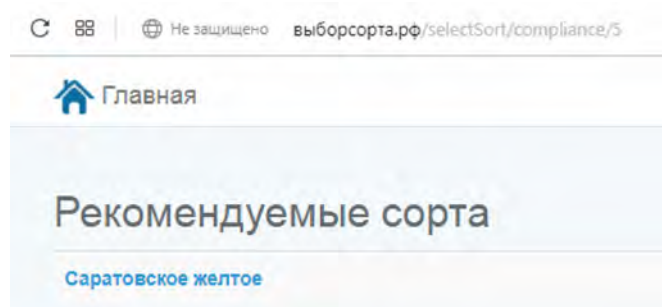 Не защищено выборсорта.рф/selectSort/compliance/5
Главная
Рекомендуемые сорта
Саратовское желтое